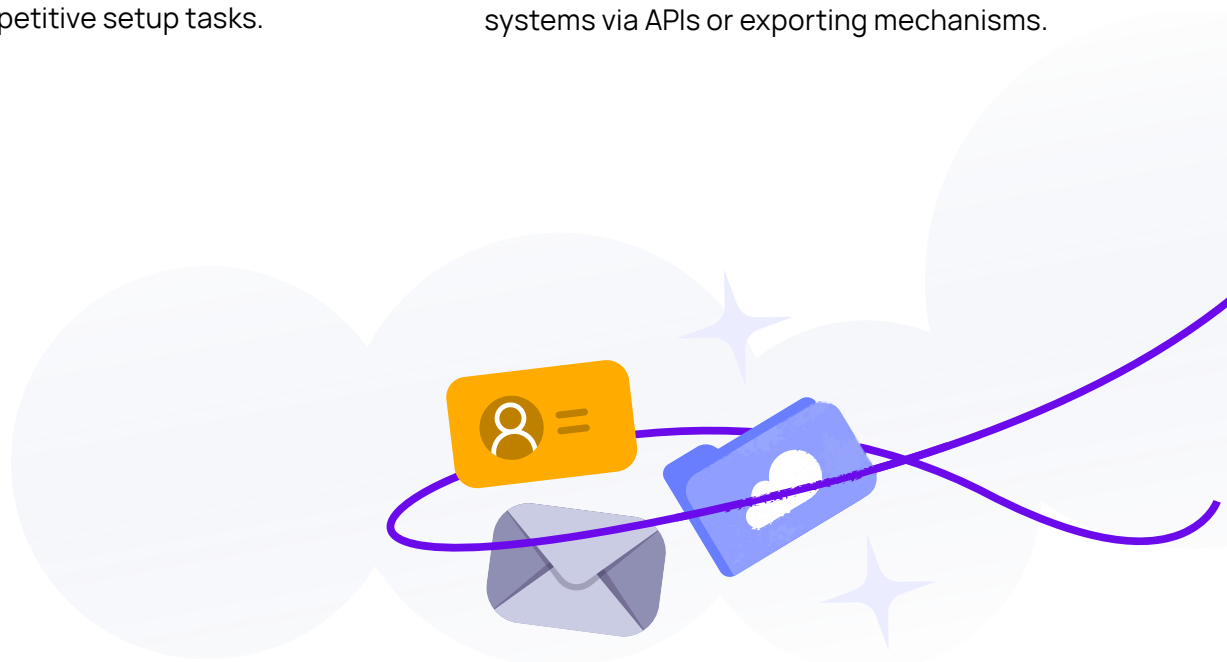 petitive setup tasks.
systems via APIs or exporting mechanisms.